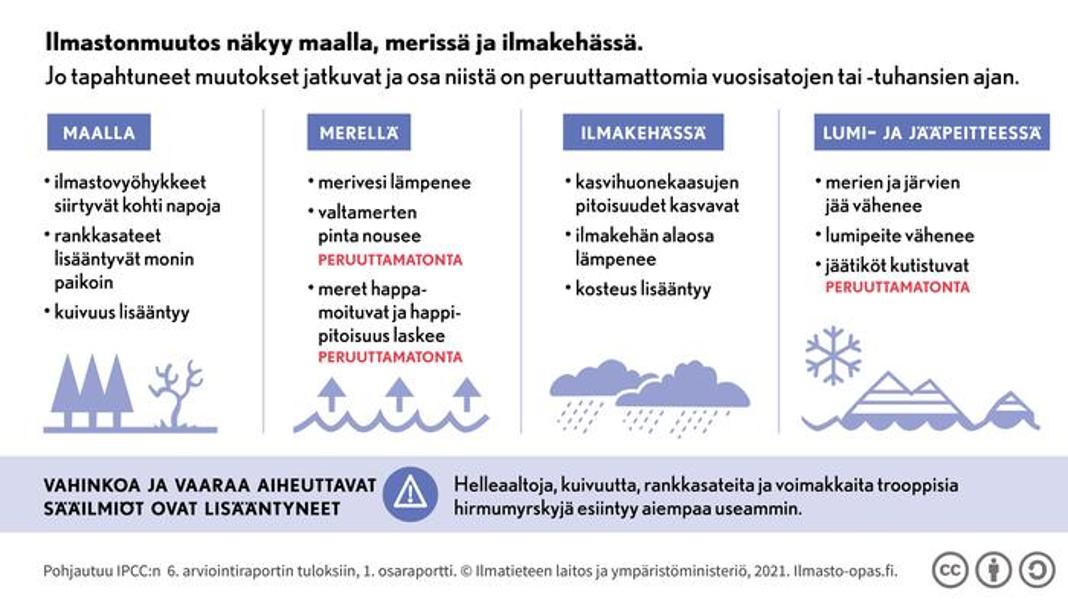 Ilmastonmuutos näkyy maalla, merissä ja ilmakehässä.
Jo tapahtuneet muutokset jatkuvat ja osa niistä on peruuttamattomia vuosisatojen tai -tuhansien ajan.
MAALLA
• ilmastovyöhykkeet
siirtyvät kohti napoja
• rankkasateet
lisääntyvät monin
paikoin
• kuivuus lisääntyy
MERELLÄ
• merivesi lämpenee
• valtamerten
pinta nousee
PERUUTTAMATONTA
• meret happa-
moituvat ja happi-
pitoisuus laskee
PERUUTTAMATONTA
ILMAKEHÄSSÄ
• kasvihuonekaasujen
pitoisuudet kasvavat
• ilmakehän alaosa
lämpenee
• kosteus lisääntyy
LUMI- JA JÄÄPEITTEESSÄ
• merien ja järvien
jää vähenee
• lumipeite vähenee
• jäätiköt kutistuvat
PERUUTTAMATONTA
VAHINKOA JA VAARAA AIHEUTTAVAT
SÄÄILMIÖT OVAT LISÄÄNTYNEET
Helleaaltoja, kuivuutta, rankkasateita ja voimakkaita trooppisia
hirmumyrskyjä esiintyy aiempaa useammin.
Pohjautuu IPCC:n 6. arviointiraportin tuloksiin, 1. osaraportti. © Ilmatieteen laitos ja ympäristöministeriö, 2021. Ilmasto-opas.fi.
cc